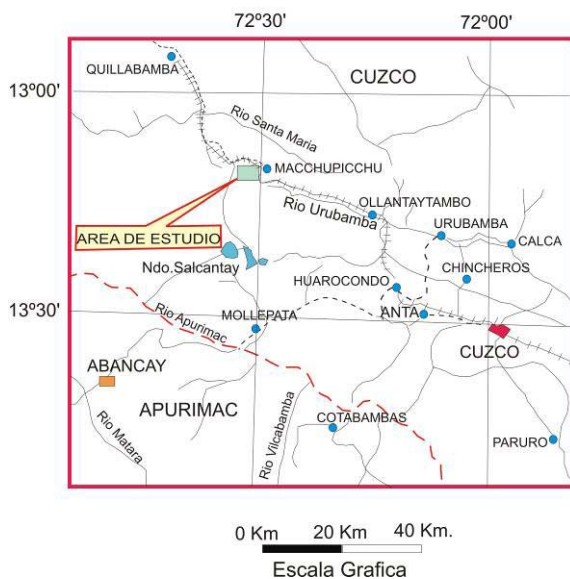 72º30'
72º00'
QUILLABAMBA
CUZCO
13º00'
Rio Santa Maria
MACCHUPICCHU
OLLANTAYTAMBO
Rio Urubamba
URUBAMBA
AREA DE ESTUDIO
CALCA
Ndo.Salcantay
CHINCHEROS
HUAROCONDO
13º30'
Rio Apurimac
MOLLEPATA
ANTA
CUZCO
ABANCAY
APURIMAC
Rio Matara
Rio Vilcabamba
COTABAMBAS
PARURO
0 Km 20 Km 40 Km.
Escala Grafica